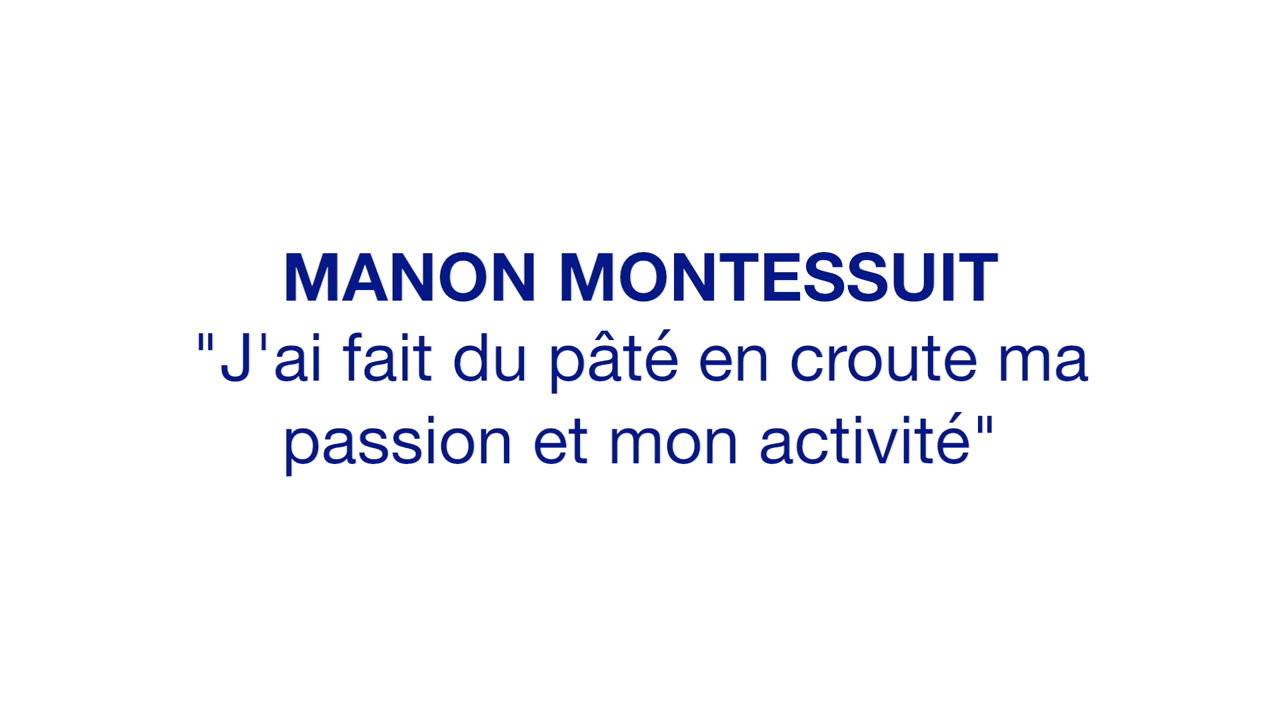 MANON MONTESSUIT
"J'ai fait du pâté en croute ma
passion et mon activité"